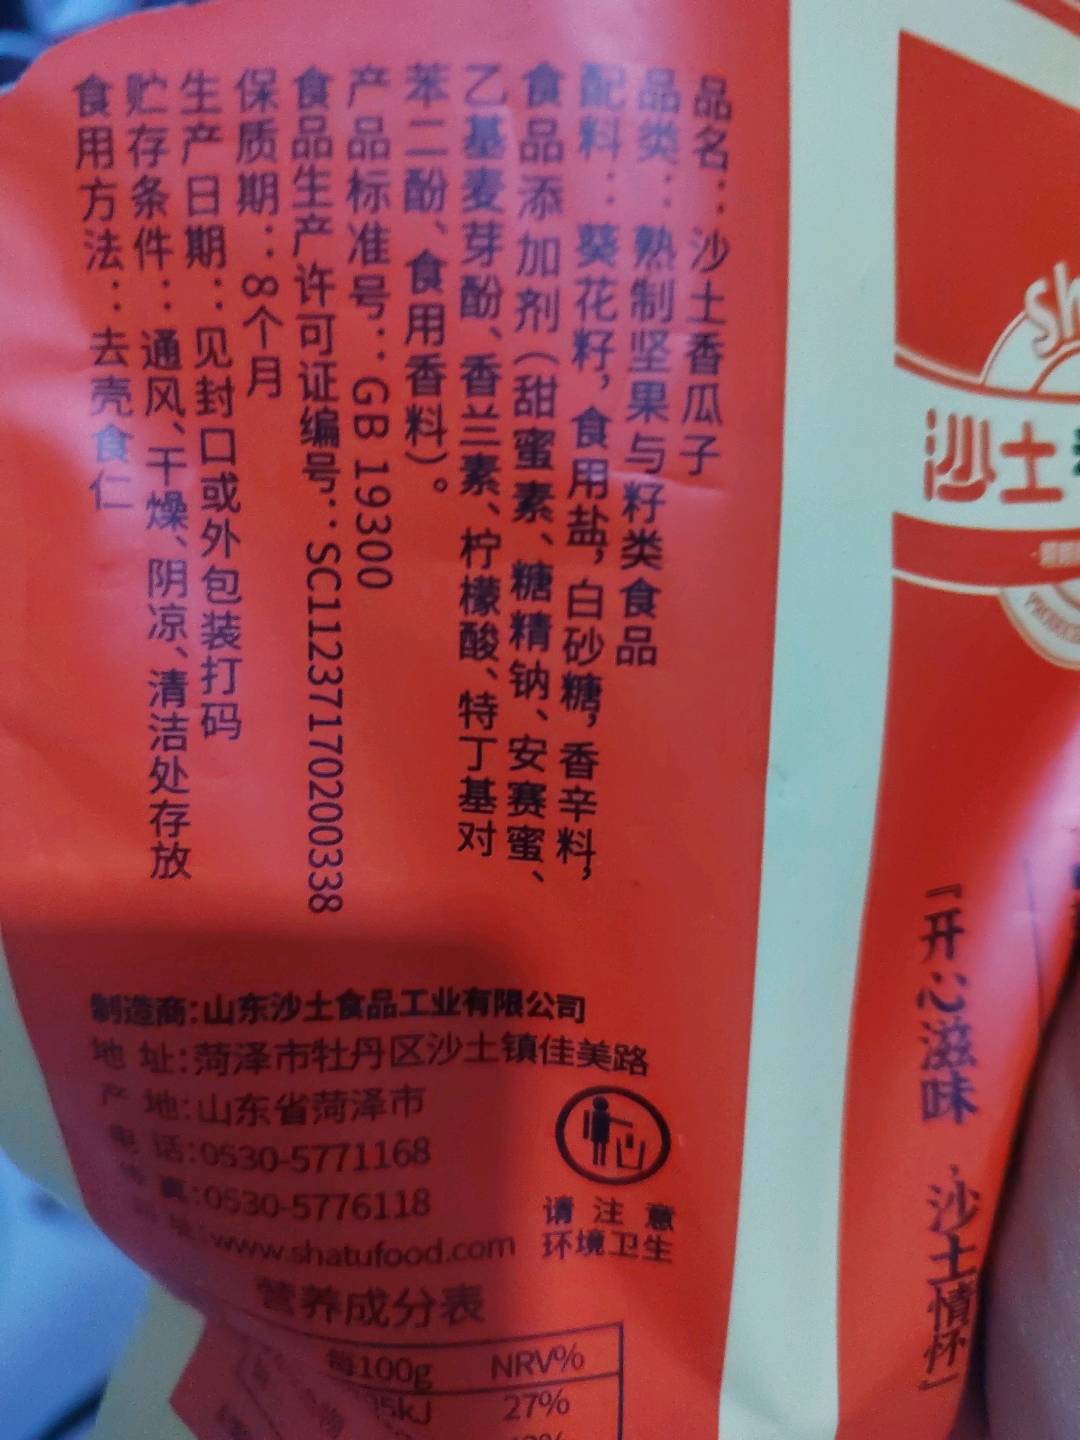 品名：沙土香瓜子
品类：熟制坚果与籽类食品
配料：葵花籽，食用盐，白砂糖，香辛料，
食品添加剂（甜蜜素、糖精钠、安赛蜜、
乙基麦芽酚、香兰素、柠檬酸、特丁基对
苯二酚、食用香料）。
产品标准号：GB 19300
食品生产许可证编号：SC11237170200338
保质期：8个月
生产日期：见封口或外包装打码
贮存条件：通风、干燥、阴凉、清洁处存放
食用方法：去壳食仁
制造商:山东沙土食品工业有限公司
地 址:菏泽市牡丹区沙土镇佳美路
产 地:山东省菏泽市
电 话:0530-5771168
传 真:0530-5776118
www.shatufood.com
请注意
环境卫生
营养成分表
每100g NRV%
5kJ 27%
Sh
沙土
『开心滋味 沙土情怀』